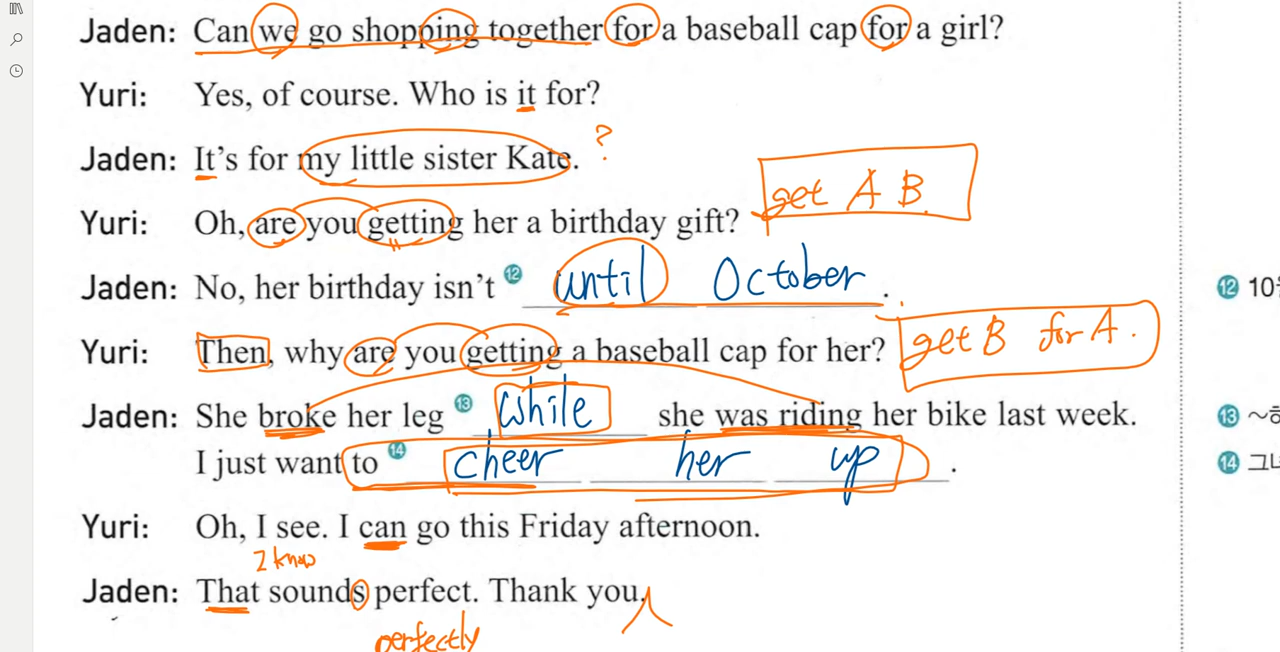 Jaden: Can we go shopping together for a baseball cap for a girl?
Yuri: Yes, of course. Who is it for?
Jaden: It's for my little sister Kate. ?
get A B.
Yuri: Oh, are you getting her a birthday gift?
Jaden: No, her birthday isn't ⑫ until October. ⑫ 10
Yuri: Then, why are you getting a baseball cap for her? get B for A.
Jaden: She broke her leg ⑬ while she was riding her bike last week. ⑬ ~
I just want to ⑭ cheer her up. ⑭
Yuri: Oh, I see. I can go this Friday afternoon.
I know
Jaden: That sounds perfect. Thank you.
perfectly